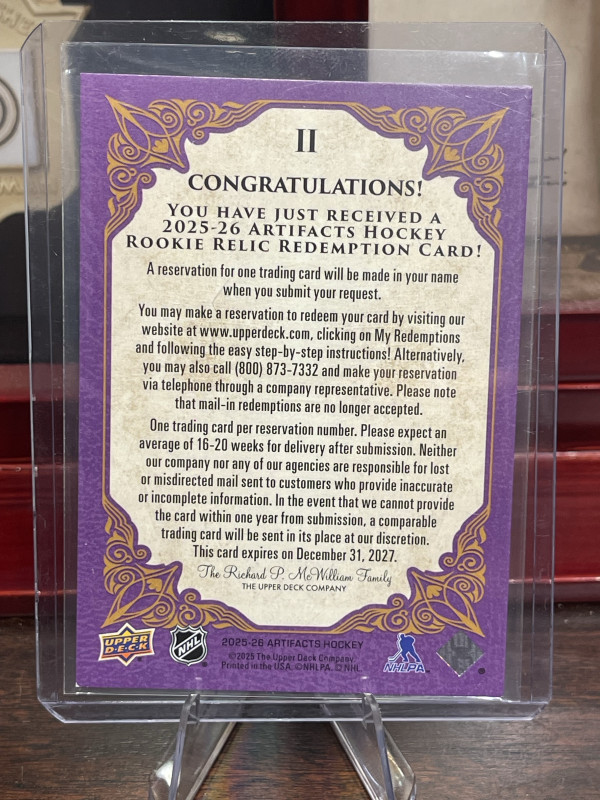 II
CONGRATULATIONS!
YOU HAVE JUST RECEIVED A
2025-26 ARTIFACTS HOCKEY
ROOKIE RELIC REDEMPTION CARD!
A reservation for one trading card will be made in your name
when you submit your request.
You may make a reservation to redeem your card by visiting our
website at www.upperdeck.com, clicking on My Redemptions
and following the easy step-by-step instructions! Alternatively,
you may also call (800) 873-7332 and make your reservation
via telephone through a company representative. Please note
that mail-in redemptions are no longer accepted.
One trading card per reservation number. Please expect an
average of 16-20 weeks for delivery after submission. Neither
our company nor any of our agencies are responsible for lost
or misdirected mail sent to customers who provide inaccurate
or incomplete information. In the event that we cannot provide
the card within one year from submission, a comparable
trading card will be sent in its place at our discretion.
This card expires on December 31, 2027.
The Richard P. McWilliam Family
THE UPPER DECK COMPANY
UPPER DECK
NHL
2025-26 ARTIFACTS HOCKEY
©2025 The Upper Deck Company.
Printed in the USA. ©NHLPA. © NHL.
NHLPA